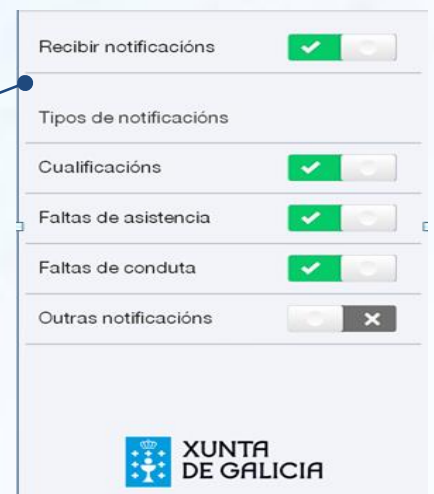 Recibir notificacións
Tipos de notificacións
Cualificacións
Faltas de asistencia
Faltas de conduta
Outras notificacións
XUNTA
DE GALICIA